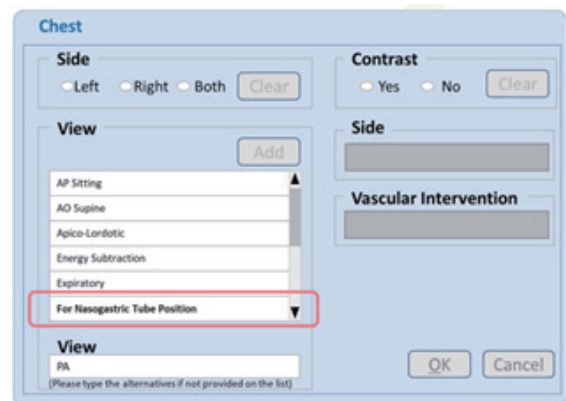 Chest
Side
Left Right Both Clear
View
Add
AP Sitting
AO Supine
Apico-Lordotic
Energy Subtraction
Expiratory
For Nasogastric Tube Position
View
PA
(Please type the alternatives if not provided on the list)
Contrast
Yes No Clear
Side
Vascular Intervention
OK Cancel